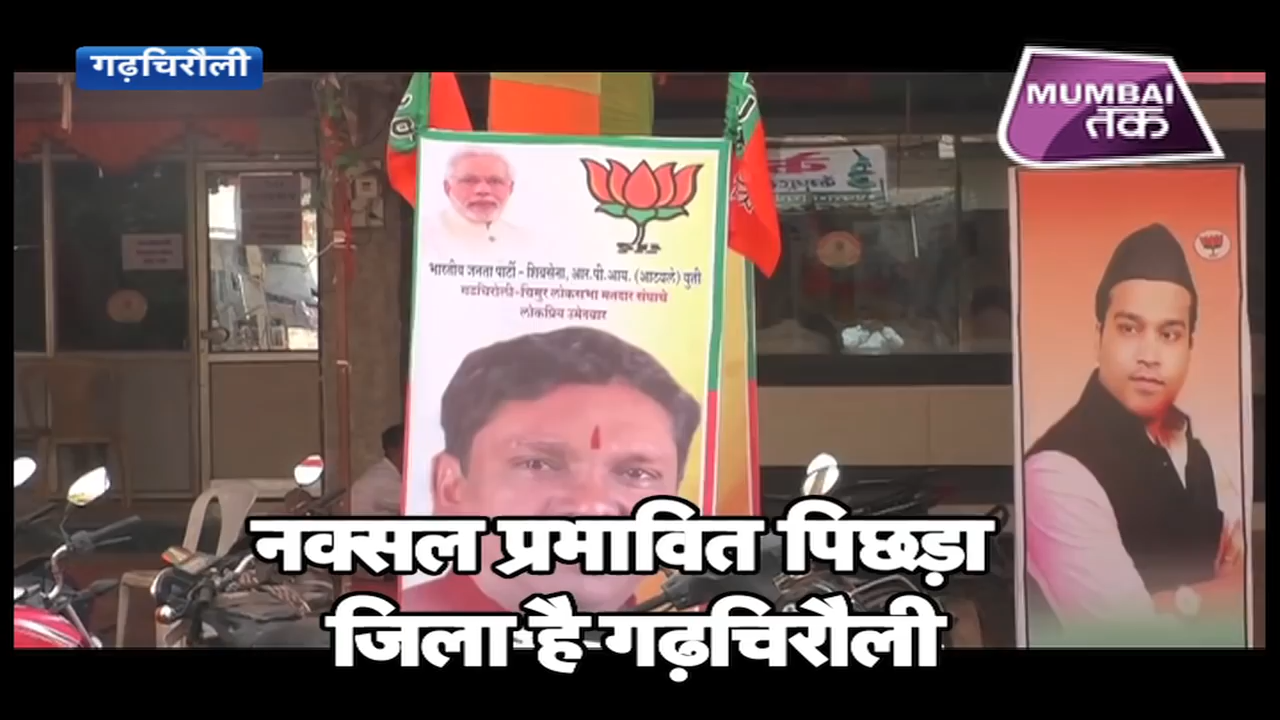 गढ़चिरौली
MUMBAI
तक
भारतीय जनता पार्टी - शिवसेना, आर.पी.आय. (आठवले) युती
गडचिरोली-चिमुर लोकसभा मतदार संघाचे
लोकप्रिय उमेदवार
नक्सल प्रभावित पिछड़ा
जिला है गढ़चिरौली